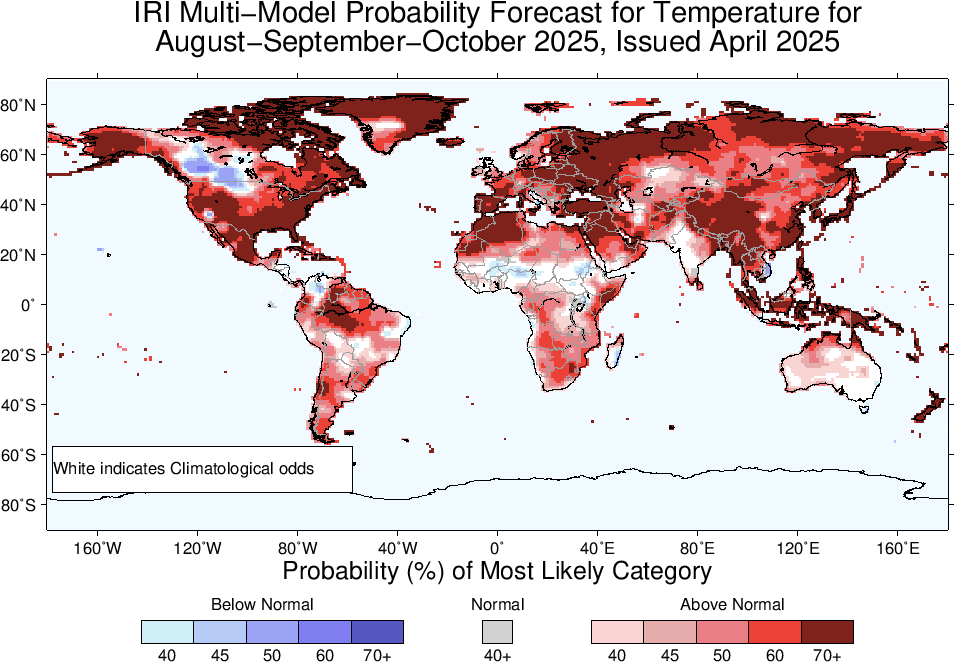 IRI Multi−Model Probability Forecast for Temperature for
August−September−October 2025, Issued April 2025
80˚N
60˚N
40˚N
20˚N
0˚
20˚S
40˚S
60˚S
80˚S
White indicates Climatological odds
160˚W 120˚W 80˚W 40˚W 0˚ 40˚E 80˚E 120˚E 160˚E
Probability (%) of Most Likely Category
Below Normal Normal Above Normal
40 45 50 60 70+ 40+ 40 45 50 60 70+